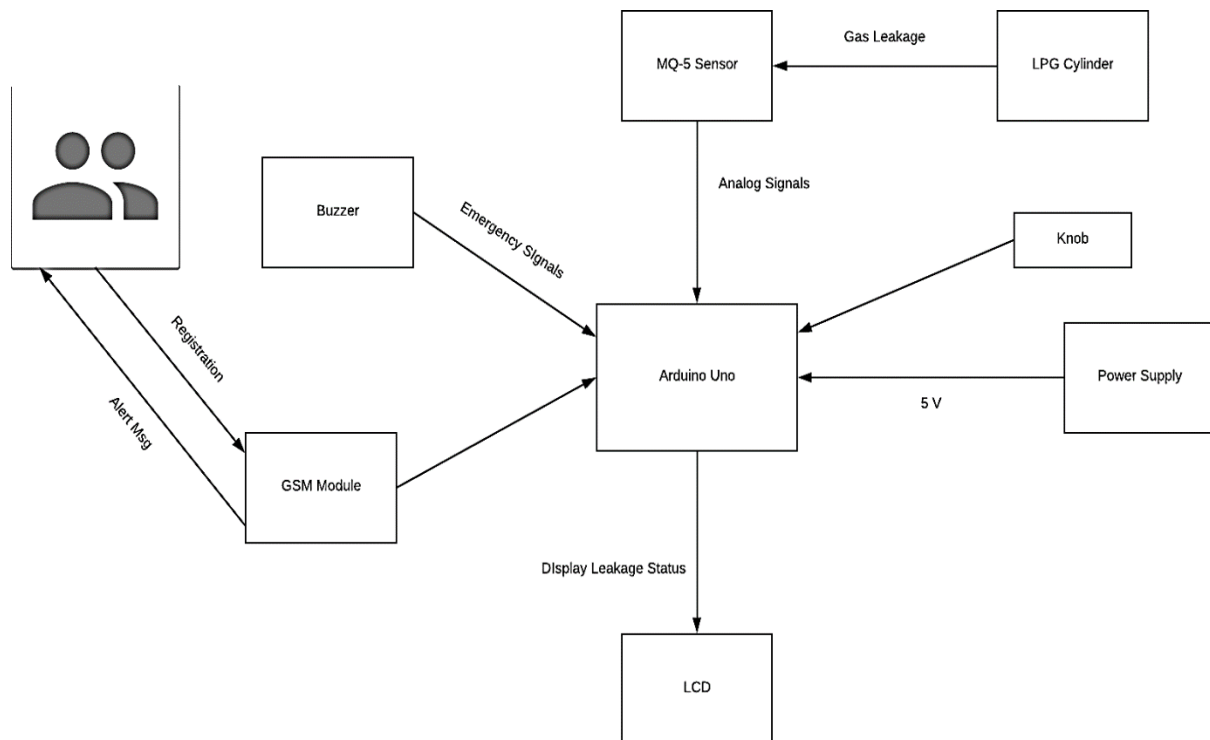 Gas Leakage
MQ-5 Sensor
LPG Cylinder
Analog Signals
Buzzer
Emergency SIgnals
Knob
Registration
Arduino Uno
Power Supply
5 V
Alert Msg
GSM Module
DIsplay Leakage Status
LCD